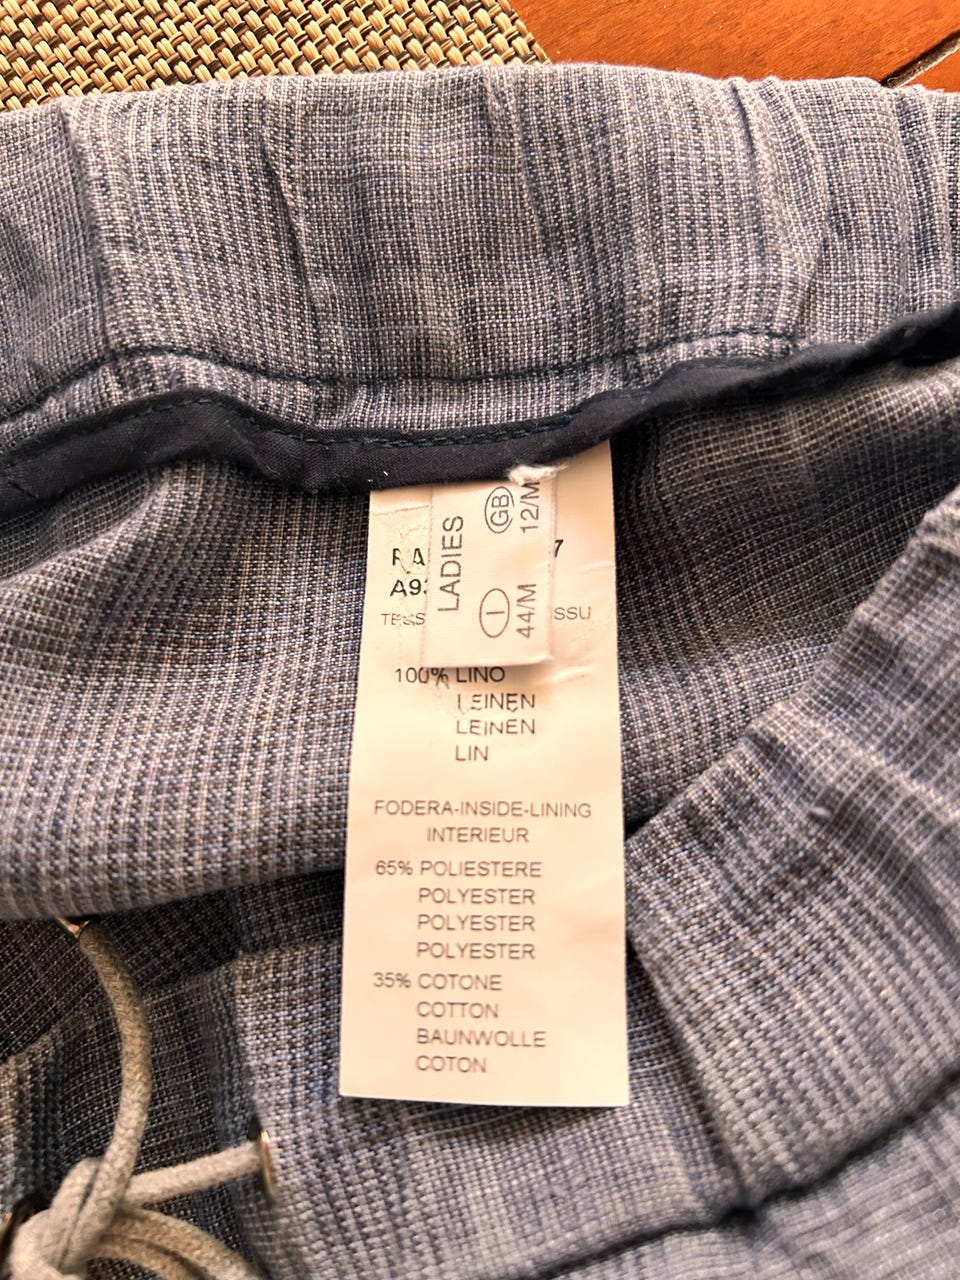 LADIES
GB
12/M
I
44/M
100% LINO
LEINEN
LEINEN
LIN
FODERA-INSIDE-LINING
INTERIEUR
65% POLIESTERE
POLYESTER
POLYESTER
POLYESTER
35% COTONE
COTTON
BAUNWOLLE
COTON